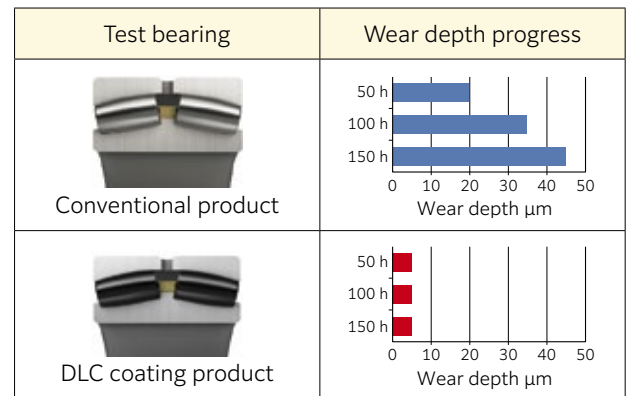 Test bearing
Wear depth progress
Conventional product
50 h
100 h
150 h
0 10 20 30 40 50
Wear depth μm
DLC coating product
50 h
100 h
150 h
0 10 20 30 40 50
Wear depth μm